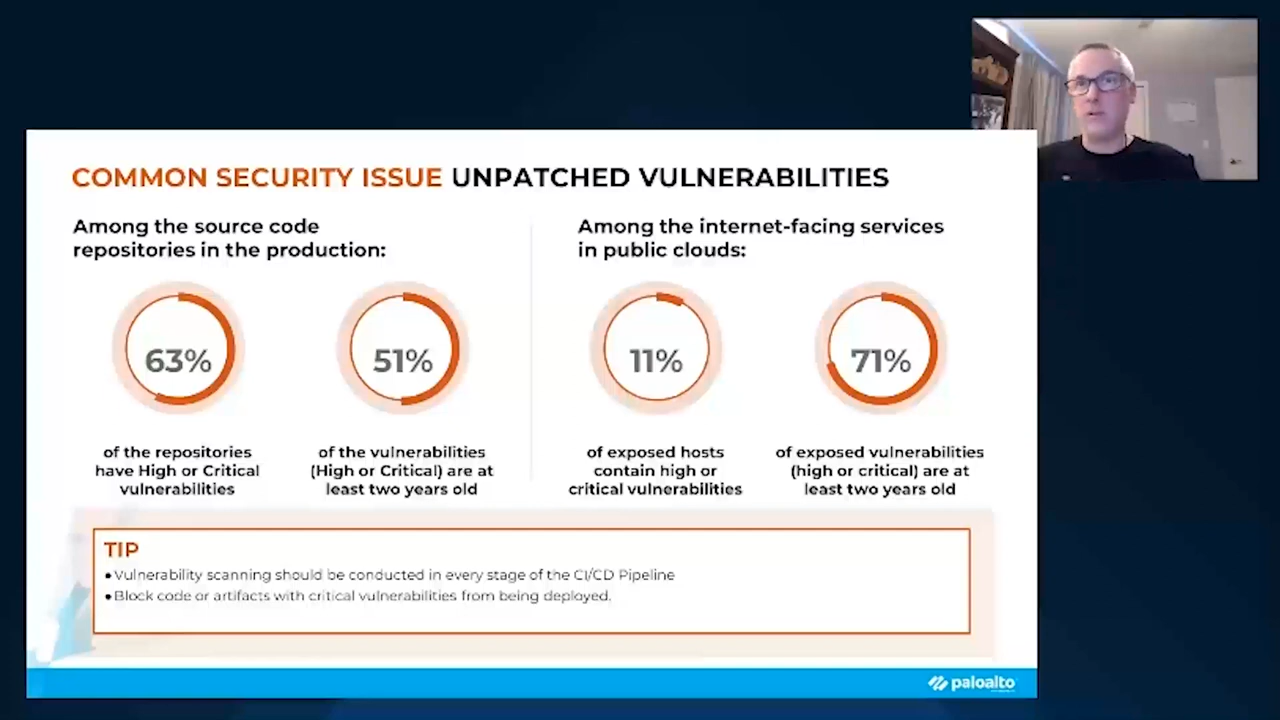 COMMON SECURITY ISSUE UNPATCHED VULNERABILITIES
Among the source code
repositories in the production:
63%
of the repositories
have High or Critical
vulnerabilities
51%
of the vulnerabilities
(High or Critical) are at
least two years old
Among the internet-facing services
in public clouds:
11%
of exposed hosts
contain high or
critical vulnerabilities
71%
of exposed vulnerabilities
(high or critical) are at
least two years old
TIP
•Vulnerability scanning should be conducted in every stage of the CI/CD Pipeline
•Block code or artifacts with critical vulnerabilities from being deployed.
paloalto